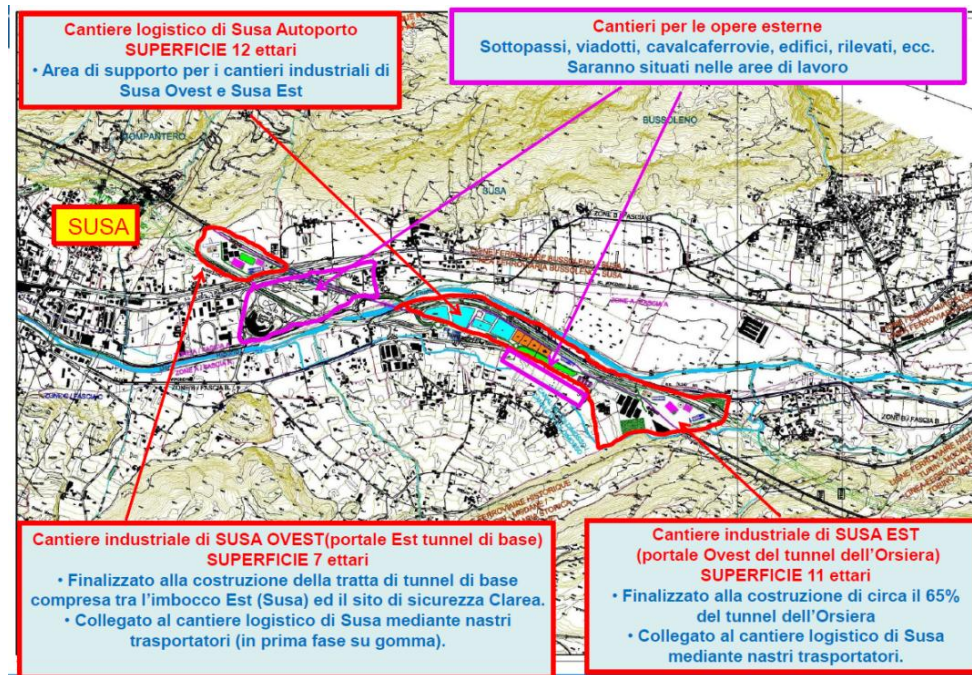 Cantiere logistico di Susa Autoporto
SUPERFICIE 12 ettari
• Area di supporto per i cantieri industriali di
Susa Ovest e Susa Est
Cantieri per le opere esterne
Sottopassi, viadotti, cavalcaferrovie, edifici, rilevati, ecc.
Saranno situati nelle aree di lavoro
BUSSOLENO
SUSA
SUSA
Cantiere industriale di SUSA OVEST(portale Est tunnel di base)
SUPERFICIE 7 ettari
• Finalizzato alla costruzione della tratta di tunnel di base
compresa tra l'imbocco Est (Susa) ed il sito di sicurezza Clarea.
• Collegato al cantiere logistico di Susa mediante nastri
trasportatori (in prima fase su gomma).
Cantiere industriale di SUSA EST
(portale Ovest del tunnel dell'Orsiera)
SUPERFICIE 11 ettari
• Finalizzato alla costruzione di circa il 65%
del tunnel dell'Orsiera
• Collegato al cantiere logistico di Susa
mediante nastri trasportatori.